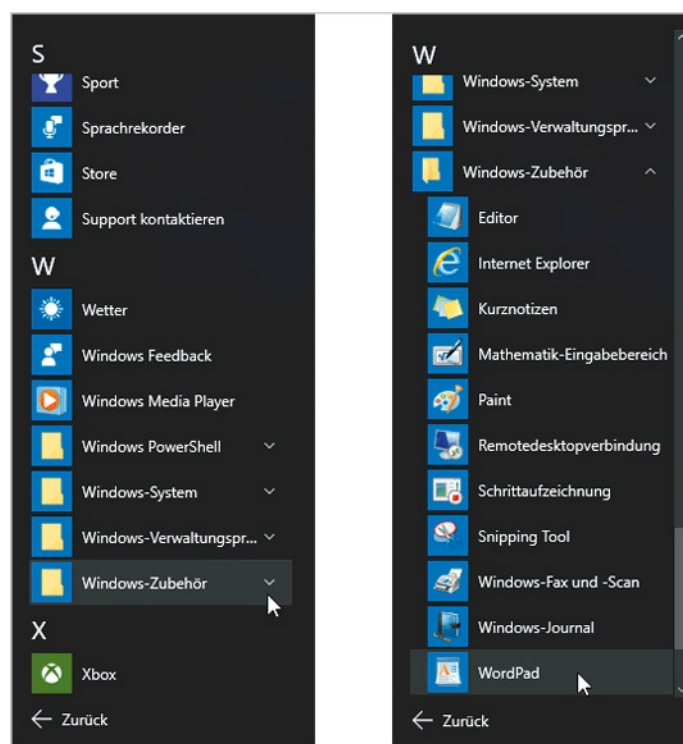 S
Sport
Sprachrekorder
Store
Support kontaktieren
W
Wetter
Windows Feedback
Windows Media Player
Windows PowerShell
Windows-System
Windows-Verwaltungspr...
Windows-Zubehör
X
Xbox
Zurück
W
Windows-System
Windows-Verwaltungspr...
Windows-Zubehör
Editor
Internet Explorer
Kurznotizen
Mathematik-Eingabebereich
Paint
Remotedesktopverbindung
Schrittaufzeichnung
Snipping Tool
Windows-Fax und -Scan
Windows-Journal
WordPad
Zurück